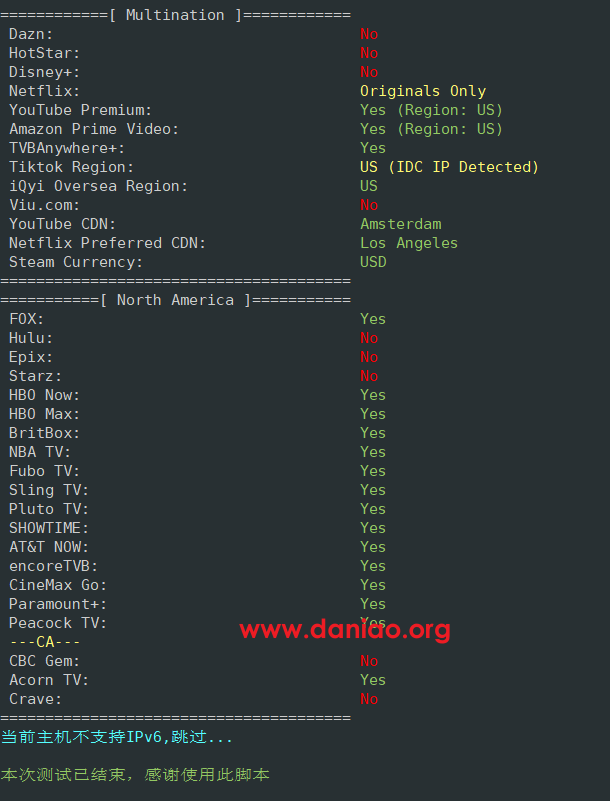 ============[ Multination ]============
Dazn: No
HotStar: No
Disney+: No
Netflix: Originals Only
YouTube Premium: Yes (Region: US)
Amazon Prime Video: Yes (Region: US)
TVBAnywhere+: Yes
Tiktok Region: US (IDC IP Detected)
iQyi Oversea Region: US
Viu.com: No
YouTube CDN: Amsterdam
Netflix Preferred CDN: Los Angeles
Steam Currency: USD
=======================================
===========[ North America ]===========
FOX: Yes
Hulu: No
Epix: No
Starz: No
HBO Now: Yes
HBO Max: Yes
BritBox: Yes
NBA TV: Yes
Fubo TV: Yes
Sling TV: Yes
Pluto TV: Yes
SHOWTIME: Yes
AT&T NOW: Yes
encoreTVB: Yes
CineMax Go: Yes
Paramount+: Yes
Peacock TV: Yes
www.daniao.org
---CA---
CBC Gem: No
Acorn TV: Yes
Crave: No
=======================================
当前主机不支持IPv6,跳过...
本次测试已结束，感谢使用此脚本